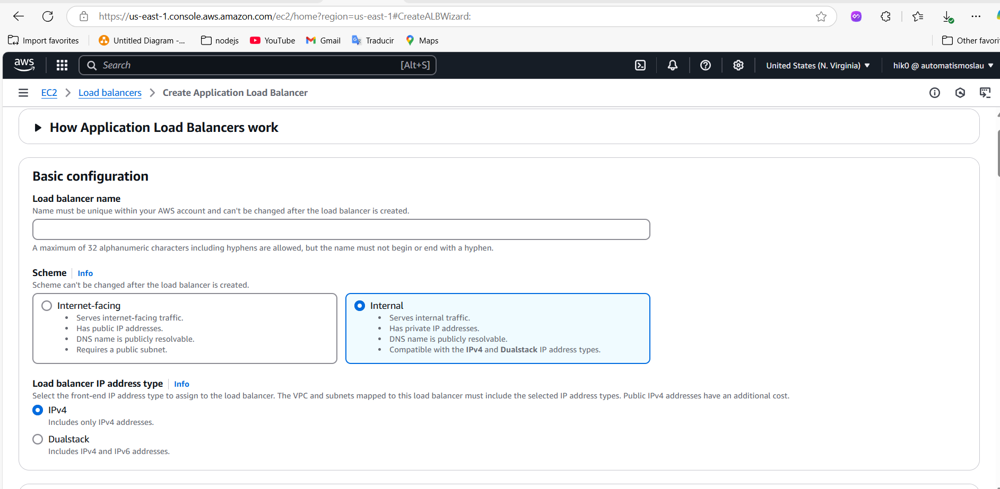 https://us-east-1.console.aws.amazon.com/ec2/home?region=us-east-1#CreateALBWizard:
Import favorites
Untitled Diagram -...
nodejs
YouTube
Gmail
Traducir
Maps
Other favori
aws
Search
[Alt+S]
United States (N. Virginia)
hik0 @ automatismoslau
EC2
Load balancers
Create Application Load Balancer
How Application Load Balancers work
Basic configuration
Load balancer name
Name must be unique within your AWS account and can't be changed after the load balancer is created.
A maximum of 32 alphanumeric characters including hyphens are allowed, but the name must not begin or end with a hyphen.
Scheme
Info
Scheme can't be changed after the load balancer is created.
Internet-facing
• Serves internet-facing traffic.
• Has public IP addresses.
• DNS name is publicly resolvable.
• Requires a public subnet.
Internal
• Serves internal traffic.
• Has private IP addresses.
• DNS name is publicly resolvable.
• Compatible with the IPv4 and Dualstack IP address types.
Load balancer IP address type
Info
Select the front-end IP address type to assign to the load balancer. The VPC and subnets mapped to this load balancer must include the selected IP address types. Public IPv4 addresses have an additional cost.
IPv4
Includes only IPv4 addresses.
Dualstack
Includes IPv4 and IPv6 addresses.